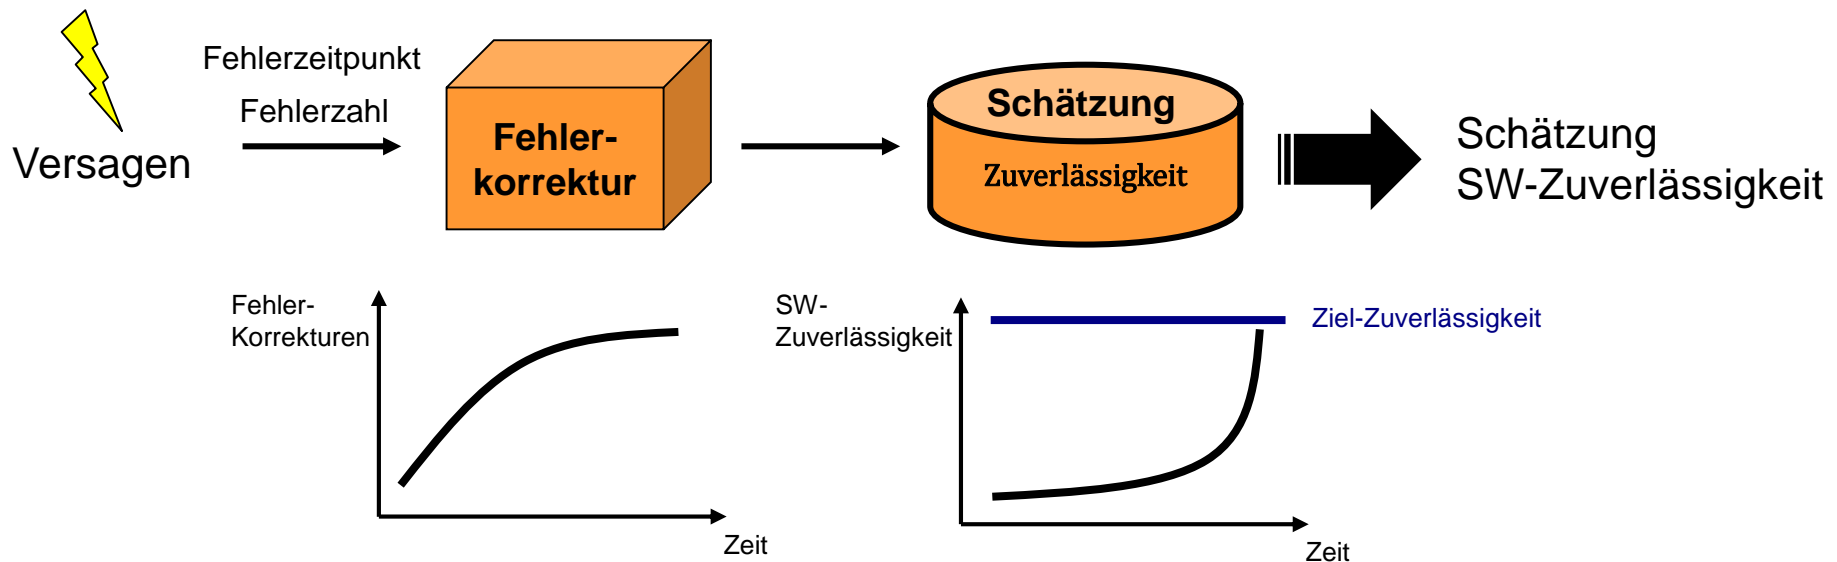 Fehlerzeitpunkt
Fehlerzahl
Versagen
Fehler-
korrektur
Schätzung
Zuverlässigkeit
Schätzung
SW-Zuverlässigkeit
Fehler-
Korrekturen
Zeit
SW-
Zuverlässigkeit
Ziel-Zuverlässigkeit
Zeit